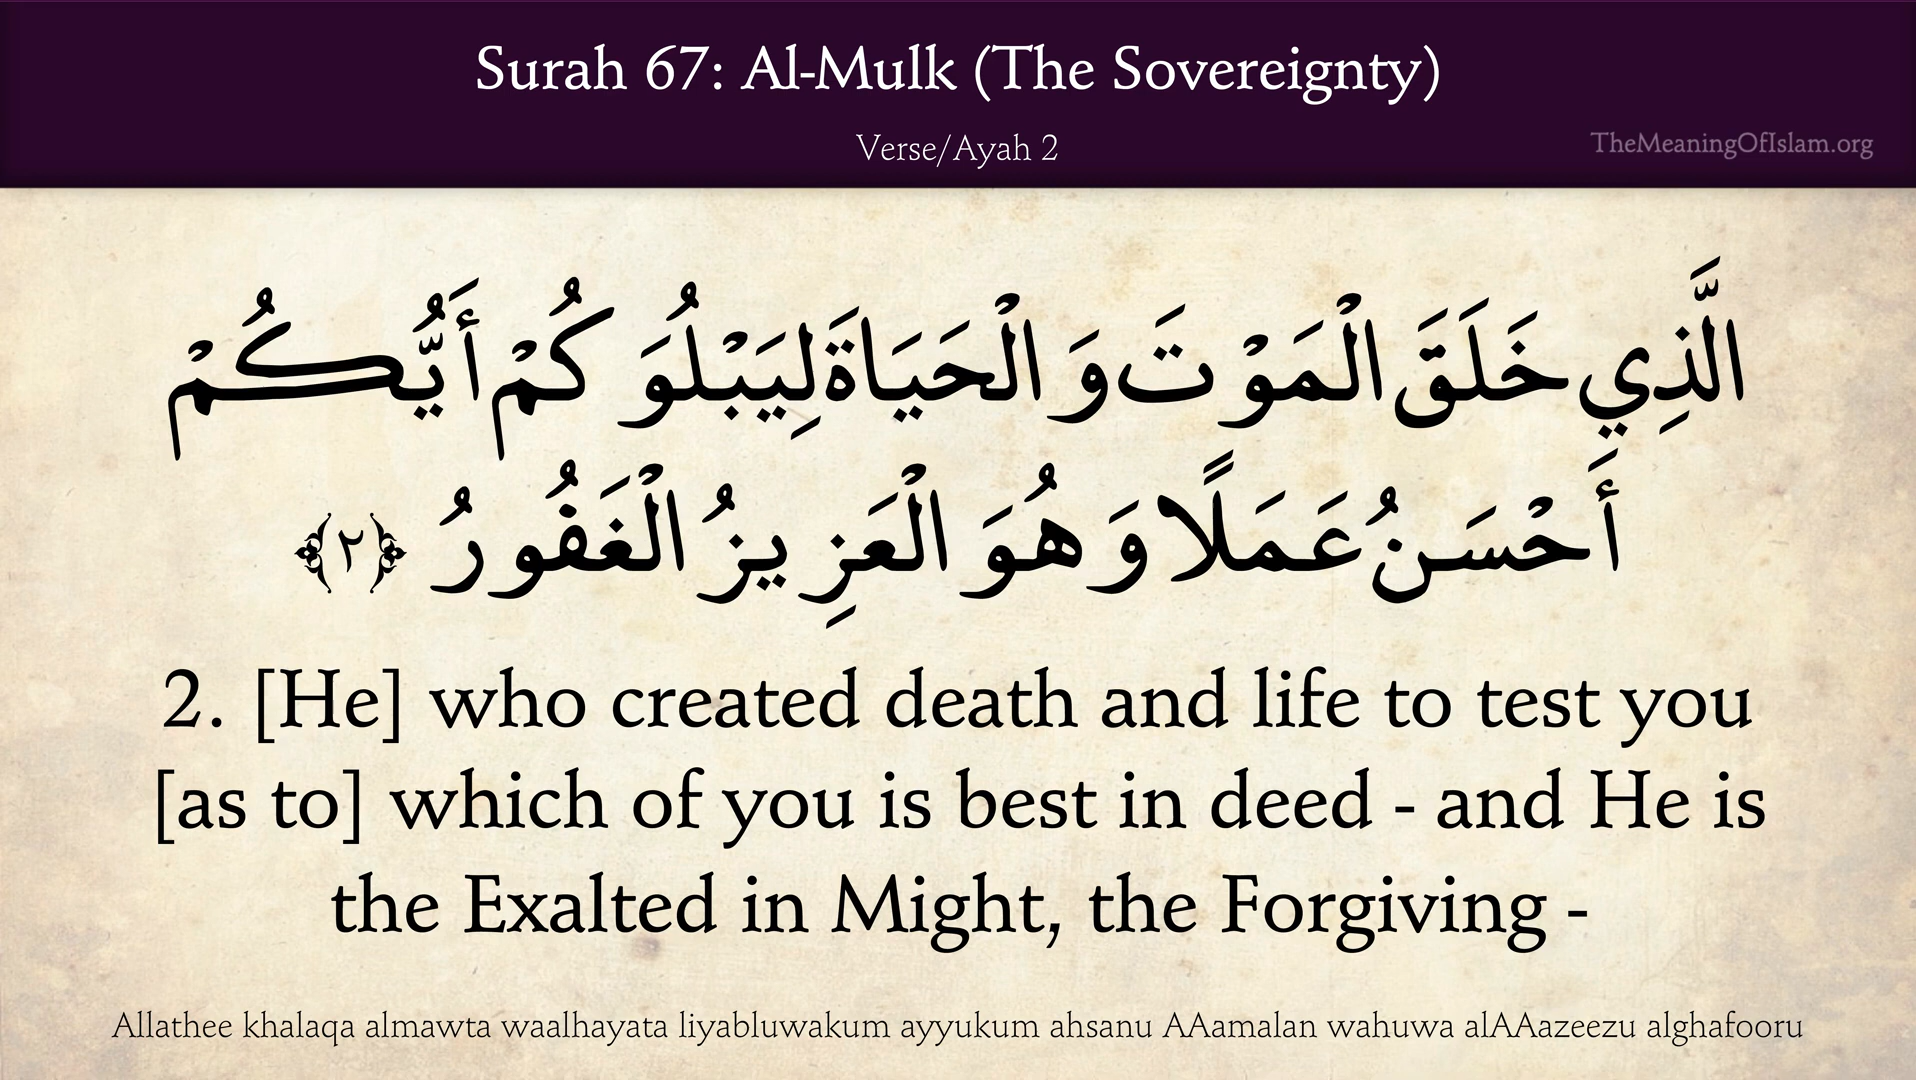 Surah 67: Al-Mulk (The Sovereignty)
Verse/Ayah 2
TheMeaningOfIslam.org
الَّذِي خَلَقَ الْمَوْتَ وَالْحَيَاةَ لِيَبْلُوَكُمْ أَيُّكُمْ
أَحْسَنُ عَمَلًا وَهُوَ الْعَزِيزُ الْغَفُورُ ﴿٢﴾
2. [He] who created death and life to test you
[as to] which of you is best in deed - and He is
the Exalted in Might, the Forgiving -
Allathee khalaqa almawta waalhayata liyabluwakum ayyukum ahsanu AAamalan wahuwa alAAazeezu alghafooru